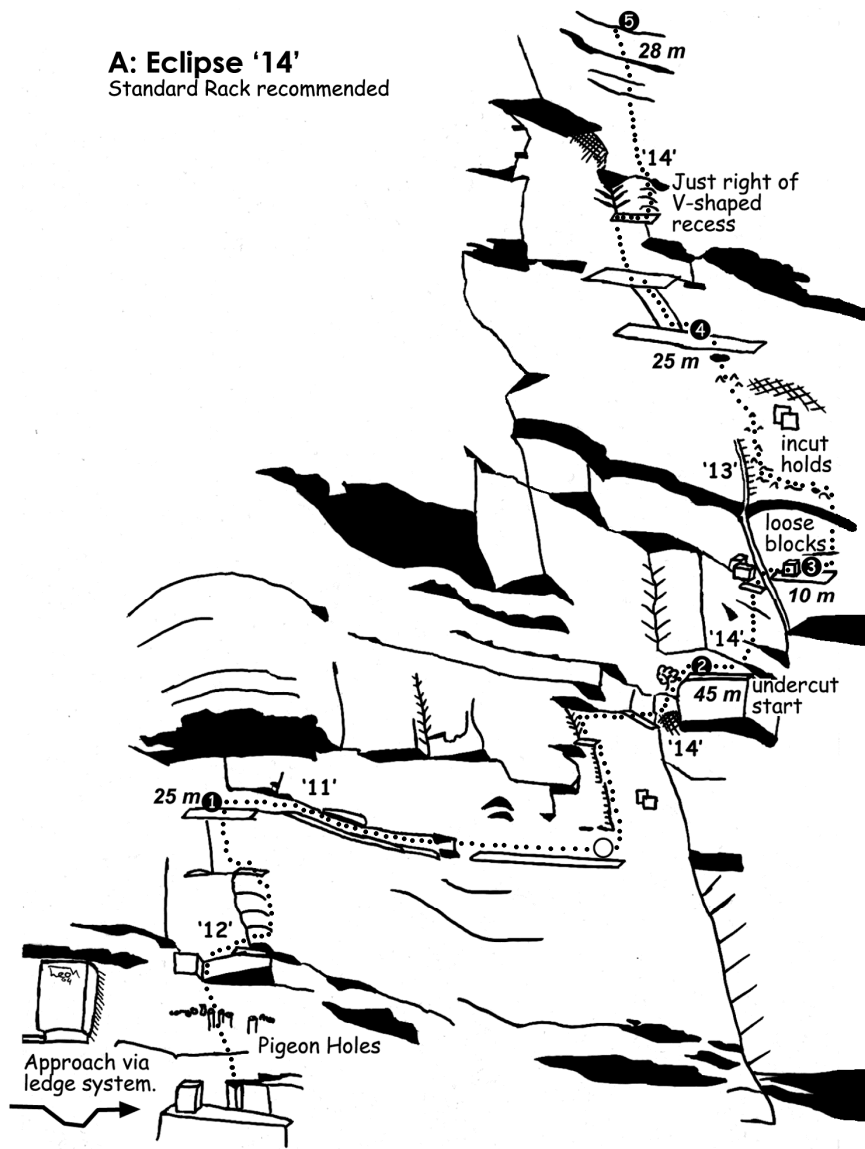 A: Eclipse ‘14’
Standard Rack recommended
5
28 m
‘14’
Just right of
V-shaped
recess
4
25 m
incut
holds
‘13’
loose
blocks
3
10 m
‘14’
2
45 m
undercut
start
‘14’
‘11’
25 m
1
‘12’
Pigeon Holes
Approach via
ledge system.